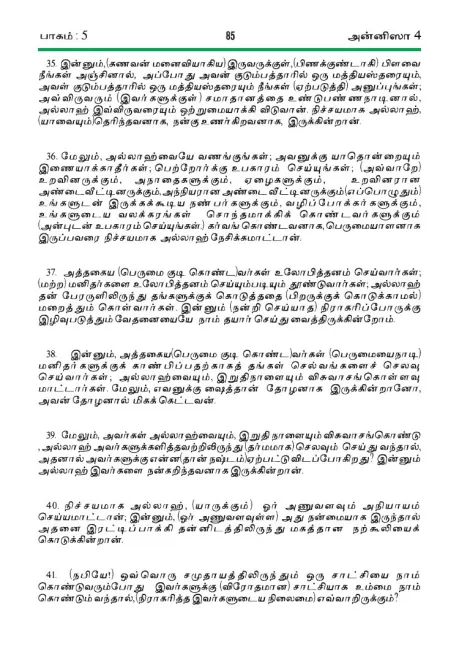 பாகம் : 5 85 அன்னிஸா 4
35. இன்னும்,(கணவன் மனைவியாகிய) இருவருக்குள்,(பிணக்குண்டாகி) பிளவை
நீங்கள் அஞ்சினால், அப்போது அவன் குடும்பத்தாரில் ஒரு மத்தியஸ்தரையும்,
அவள் குடும்பத்தாரில் ஒரு மத்தியஸ்தரையும் நீங்கள் (ஏற்படுத்தி) அனுப்புங்கள்;
அவ்விருவரும் (இவர்களுக்குள்) சமாதானத்தை உண்டுபண்ணநாடினால்,
அல்லாஹ் இவ்விருவரையும் ஒற்றுமையாக்கி விடுவான். நிச்சயமாக அல்லாஹ்,
(யாவையும்)தெரிந்தவனாக, நன்கு உணர்கிறவனாக, இருக்கின்றான்.
36. மேலும், அல்லாஹ்வையே வணங்குங்கள்; அவனுக்கு யாதொன்றையும்
இணையாக்காதீர்கள்; பெற்றோர்க்கு உபகாரம் செய்யுங்கள்; (அவ்வாறே)
உறவினருக்கும், அநாதைகளுக்கும், ஏழைகளுக்கும், உறவினரான
அண்டைவீட்டினருக்கும்,அந்நியரான அண்டைவீட்டினருக்கும்(எப்பொழுதும்)
உங்களுடன் இருக்கக்கூடிய நண்பர்களுக்கும், வழிப்போக்கர்களுக்கும்,
உங்களுடைய வலக்கரங்கள் சொந்தமாக்கிக் கொண்டவர்களுக்கும்
(அன்புடன் உபகாரம் செய்யுங்கள்.) கர்வங் கொண்டவனாக,பெருமையாளனாக
இருப்பவரை நிச்சயமாக அல்லாஹ் நேசிக்கமாட்டான்.
37. அத்தகைய (பெருமை குடி கொண்ட)வர்கள் உலோபித்தனம் செய்வார்கள்;
(மற்ற) மனிதர்களை உலோபித்தனம் செய்யும்படியும் தூண்டுவார்கள்; அல்லாஹ்
தன் பேரருளிலிருந்து தங்களுக்குக் கொடுத்ததை (பிறருக்குக் கொடுக்காமல்)
மறைத்தும் கொள்வார்கள். இன்னும் (நன்றி செய்யாத) நிராகரிப்போருக்கு
இழிவுபடுத்தும் வேதனையையே நாம் தயார் செய்து வைத்திருக்கின்றோம்.
38. இன்னும், அத்தகைய(பெருமை குடி கொண்ட)வர்கள் (பெருமையைநாடி)
மனிதர்களுக்குக் காண்பிப்பதற்காகத் தங்கள் செல்வங்களைச் செலவு
செய்வார்கள்; அல்லாஹ்வையும், இறுதிநாளையும் விசுவாசங்கொள்ளவு
மாட்டார்கள். மேலும், எவனுக்கு ஷைத்தான் தோழனாக இருக்கின்றானோ,
அவன் தோழனால் மிகக் கெட்டவன்.
39. மேலும், அவர்கள் அல்லாஹ்வையும், இறுதி நாளையும் விசுவாசங்கொண்டு
,அல்லாஹ் அவர்களுக்களித்தவற்றிலிருந்து (தர்மமாக) செலவும் செய்து வந்தால்,
அதனால் அவர்களுக்கு என்ன(தான் நஷ்டம்)ஏற்பட்டு விடப்போகிறது? இன்னும்
அல்லாஹ் இவர்களை நன்கறிந்தவனாக இருக்கின்றான்.
40. நிச்சயமாக அல்லாஹ், (யாருக்கும்) ஓர் அணுவளவும் அநியாயம்
செய்யமாட்டான்; இன்னும், (ஓர் அணுவளவுள்ள) அது நன்மையாக இருந்தால்
அதனை இரட்டிப்பாக்கி தன்னிடத்திலிருந்து மகத்தான நற்கூலியைக்
கொடுக்கின்றான்.
41. (நபியே!) ஒவ்வொரு சமுதாயத்திலிருந்தும் ஒரு சாட்சியை நாம்
கொண்டுவரும்போது இவர்களுக்கு (விரோதமான) சாட்சியாக உம்மை நாம்
கொண்டும் வந்தால்,(நிராகரித்த இவர்களுடைய நிலைமை) எவ்வாறிருக்கும்?